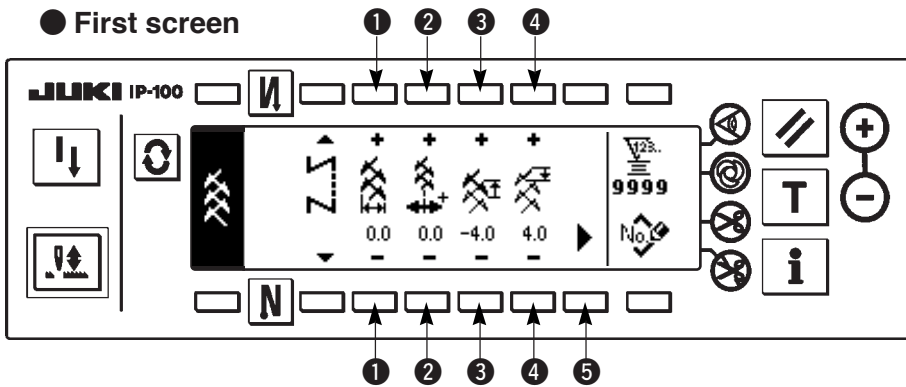 ● First screen
❶ ❷ ❸ ❹
JUKI IP-100
123..
9999
+ + + +
0.0 0.0 -4.0 4.0
No.
- - - -
T
i
+
−
❶ ❷ ❸ ❹ ❺